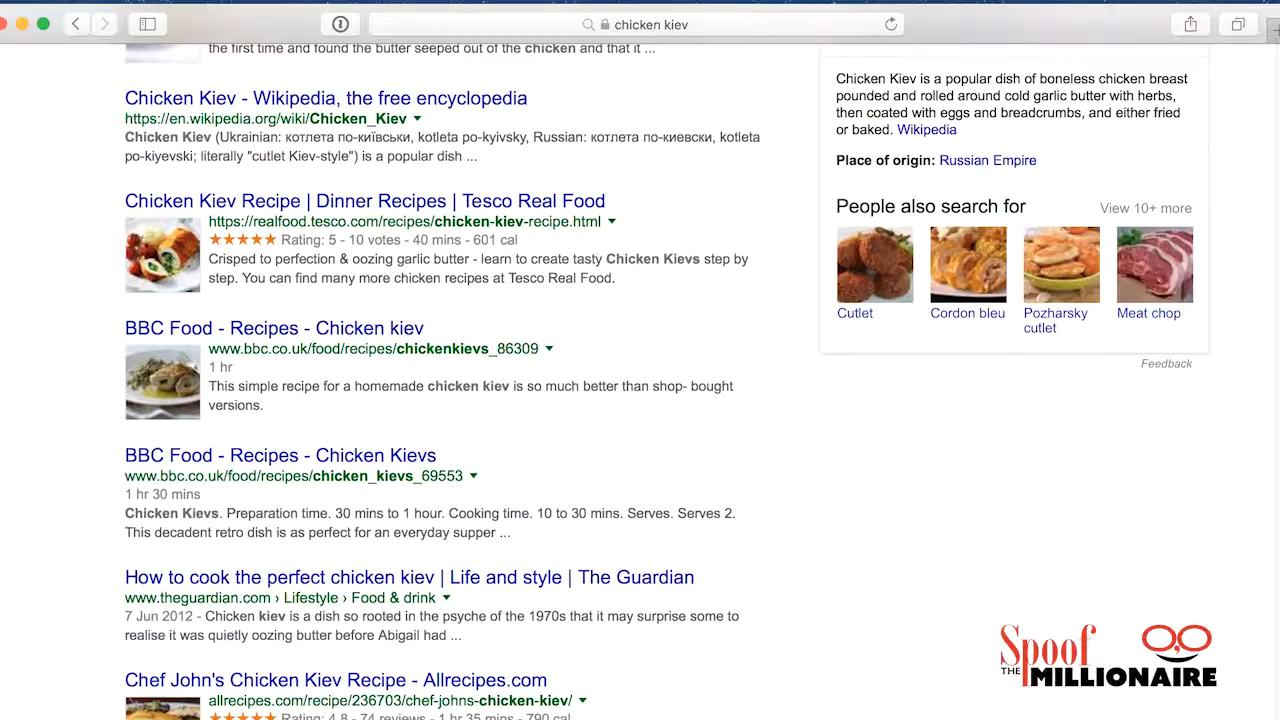 chicken kiev
the first time and found the butter seeped out of the chicken and that it ...
Chicken Kiev - Wikipedia, the free encyclopedia
https://en.wikipedia.org/wiki/Chicken_Kiev
Chicken Kiev (Ukrainian: котлета по-київськи, kotleta po-kyivsky, Russian: котлета по-киевски, kotleta
po-kiyevski; literally "cutlet Kiev-style") is a popular dish ...
Chicken Kiev Recipe | Dinner Recipes | Tesco Real Food
https://realfood.tesco.com/recipes/chicken-kiev-recipe.html
Rating: 5 - 10 votes - 40 mins - 601 cal
Crisped to perfection & oozing garlic butter - learn to create tasty Chicken Kievs step by
step. You can find many more chicken recipes at Tesco Real Food.
BBC Food - Recipes - Chicken kiev
www.bbc.co.uk/food/recipes/chickenkievs_86309
1 hr
This simple recipe for a homemade chicken kiev is so much better than shop- bought
versions.
BBC Food - Recipes - Chicken Kievs
www.bbc.co.uk/food/recipes/chicken_kievs_69553
1 hr 30 mins
Chicken Kievs. Preparation time. 30 mins to 1 hour. Cooking time. 10 to 30 mins. Serves. Serves 2.
This decadent retro dish is as perfect for an everyday supper ...
How to cook the perfect chicken kiev | Life and style | The Guardian
www.theguardian.com › Lifestyle › Food & drink
7 Jun 2012 - Chicken kiev is a dish so rooted in the psyche of the 1970s that it may surprise some to
realise it was quietly oozing butter before Abigail had ...
Chef John's Chicken Kiev Recipe - Allrecipes.com
allrecipes.com/recipe/236703/chef-johns-chicken-kiev/
Rating: 4.8 - 74 reviews - 1 hr 35 mins - 790 cal
Chicken Kiev is a popular dish of boneless chicken breast
pounded and rolled around cold garlic butter with herbs,
then coated with eggs and breadcrumbs, and either fried
or baked. Wikipedia
Place of origin: Russian Empire
People also search for
View 10+ more
Cutlet
Cordon bleu
Pozharsky
cutlet
Meat chop
Feedback
Spoof
THE MILLIONAIRE